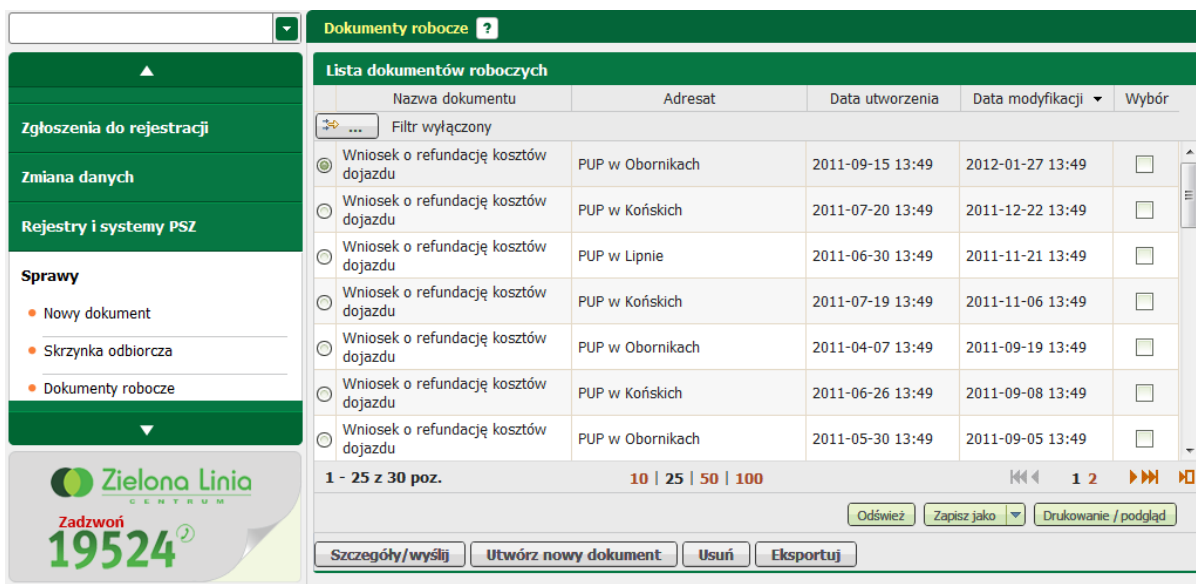 Dokumenty robocze ?
Zgłoszenia do rejestracji
Zmiana danych
Rejestry i systemy PSZ
Sprawy
Nowy dokument
Skrzynka odbiorcza
Dokumenty robocze
Zielona Linia
CENTRUM
Zadzwoń
19524
Lista dokumentów roboczych
Nazwa dokumentu Adresat Data utworzenia Data modyfikacji Wybór
... Filtr wyłączony
Wniosek o refundację kosztów
dojazdu PUP w Obornikach 2011-09-15 13:49 2012-01-27 13:49
Wniosek o refundację kosztów
dojazdu PUP w Końskich 2011-07-20 13:49 2011-12-22 13:49
Wniosek o refundację kosztów
dojazdu PUP w Lipnie 2011-06-30 13:49 2011-11-21 13:49
Wniosek o refundację kosztów
dojazdu PUP w Końskich 2011-07-19 13:49 2011-11-06 13:49
Wniosek o refundację kosztów
dojazdu PUP w Obornikach 2011-04-07 13:49 2011-09-19 13:49
Wniosek o refundację kosztów
dojazdu PUP w Końskich 2011-06-26 13:49 2011-09-08 13:49
Wniosek o refundację kosztów
dojazdu PUP w Obornikach 2011-05-30 13:49 2011-09-05 13:49
1 - 25 z 30 poz. 10 | 25 | 50 | 100 1 2
Odśwież Zapisz jako Drukowanie / podgląd
Szczegóły/wyślij Utwórz nowy dokument Usuń Eksportuj